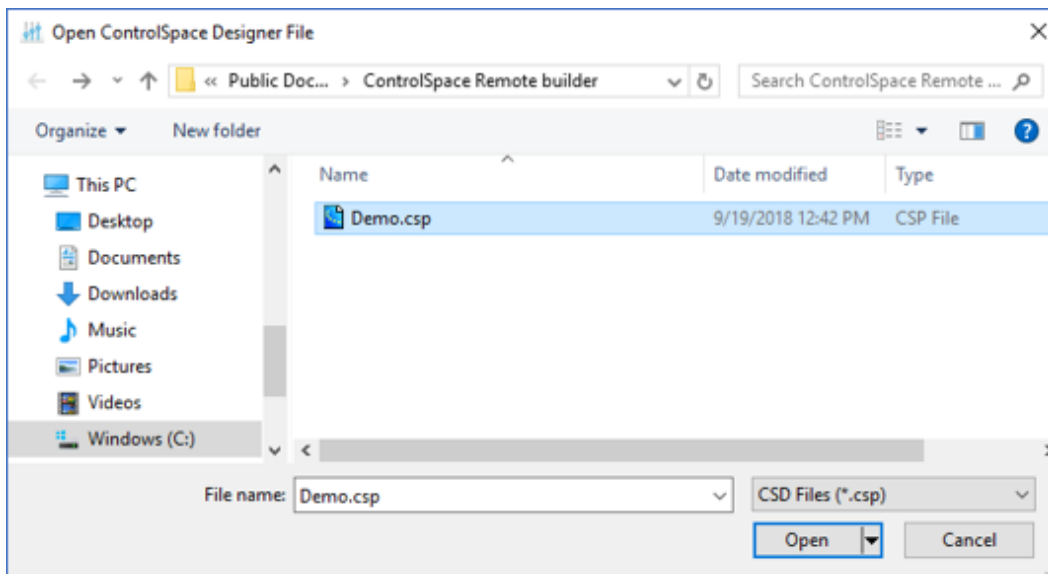 Open ControlSpace Designer File
« Public Doc... › ControlSpace Remote builder
Search ControlSpace Remote ...
Organize
New folder
?
Name
Date modified
Type
This PC
Desktop
Documents
Downloads
Music
Pictures
Videos
Windows (C:)
Demo.csp
9/19/2018 12:42 PM
CSP File
File name:
Demo.csp
CSD Files (*.csp)
Open
Cancel